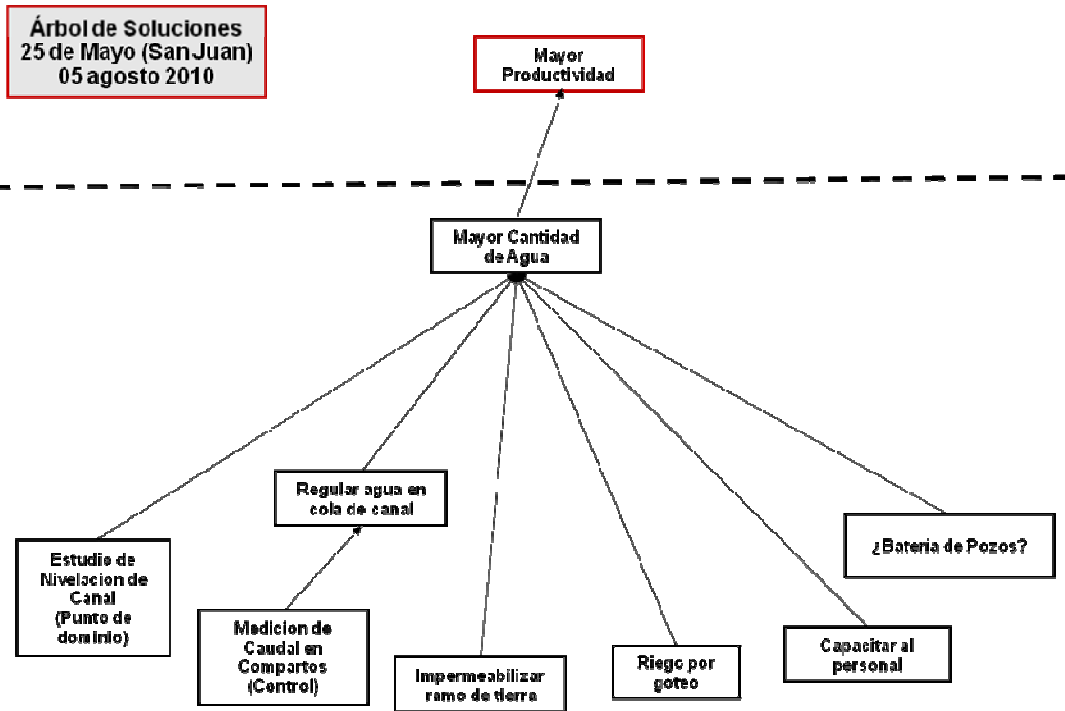 Árbol de Soluciones
25 de Mayo (San Juan)
05 agosto 2010
Mayor
Productividad
Mayor Cantidad
de Agua
Regular agua en
cola de canal
¿Bateria de Pozos?
Estudio de
Nivelacion de
Canal
(Punto de
dominio)
Medicion de
Caudal en
Compartos
(Control)
Impermeabilizar
ramo de tierra
Riego por
goteo
Capacitar al
personal